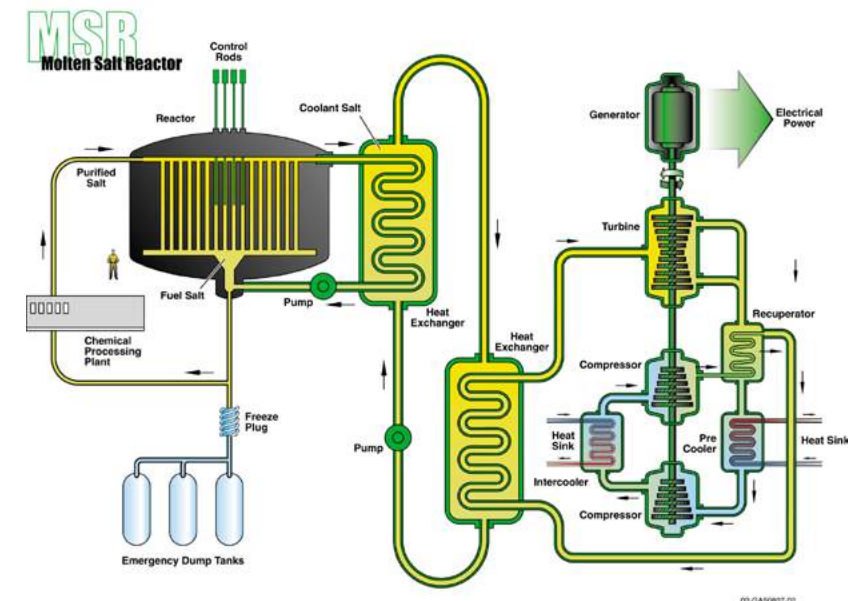 MSR
Molten Salt Reactor
Control
Rods
Reactor
Coolant Salt
Purified
Salt
Fuel Salt
Pump
Chemical
Processing
Plant
Freeze
Plug
Emergency Dump Tanks
Heat
Exchanger
Pump
Heat
Exchanger
Generator
Electrical
Power
Turbine
Recuperator
Compressor
Heat
Sink
Intercooler
Pre
Cooler
Heat Sink
Compressor